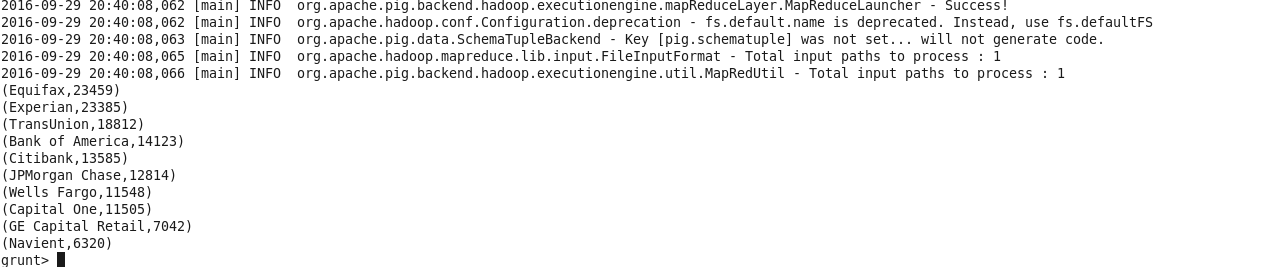 2016-09-29 20:40:08,062 [main] INFO  org.apache.pig.backend.hadoop.executionengine.mapReduceLayer.MapReduceLauncher - Success!
2016-09-29 20:40:08,062 [main] INFO  org.apache.hadoop.conf.Configuration.deprecation - fs.default.name is deprecated. Instead, use fs.defaultFS
2016-09-29 20:40:08,063 [main] INFO  org.apache.pig.data.SchemaTupleBackend - Key [pig.schematuple] was not set... will not generate code.
2016-09-29 20:40:08,065 [main] INFO  org.apache.hadoop.mapreduce.lib.input.FileInputFormat - Total input paths to process : 1
2016-09-29 20:40:08,066 [main] INFO  org.apache.pig.backend.hadoop.executionengine.util.MapRedUtil - Total input paths to process : 1
(Equifax,23459)
(Experian,23385)
(TransUnion,18812)
(Bank of America,14123)
(Citibank,13585)
(JPMorgan Chase,12814)
(Wells Fargo,11548)
(Capital One,11505)
(GE Capital Retail,7042)
(Navient,6320)
grunt>